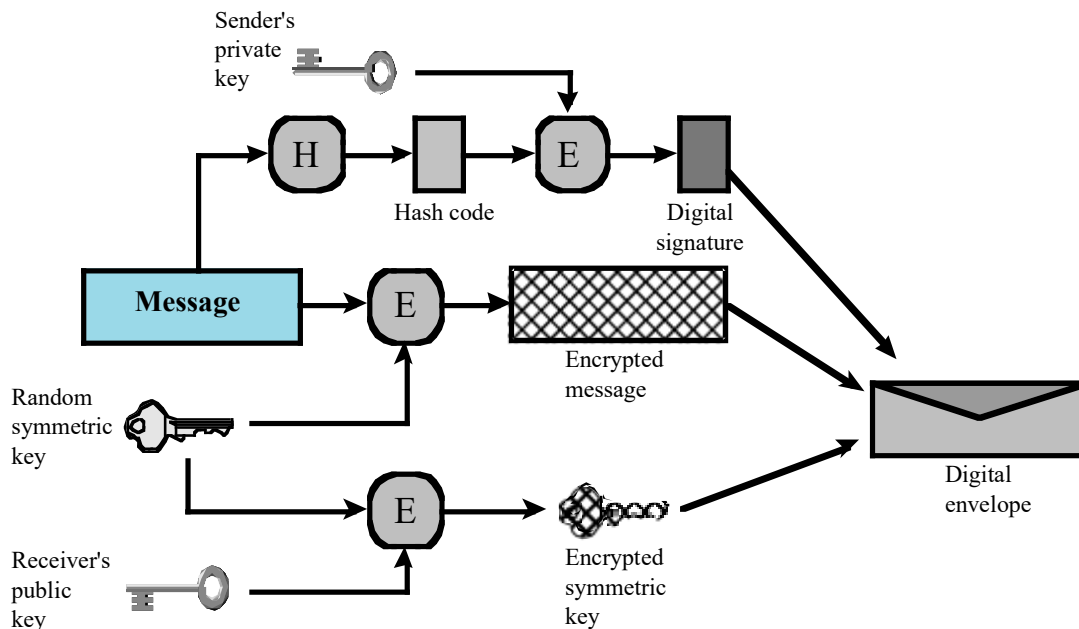 Sender's
private
key
H
E
Hash code
Digital
signature
Message
E
Encrypted
message
Random
symmetric
key
Digital
envelope
E
Encrypted
symmetric
key
Receiver's
public
key